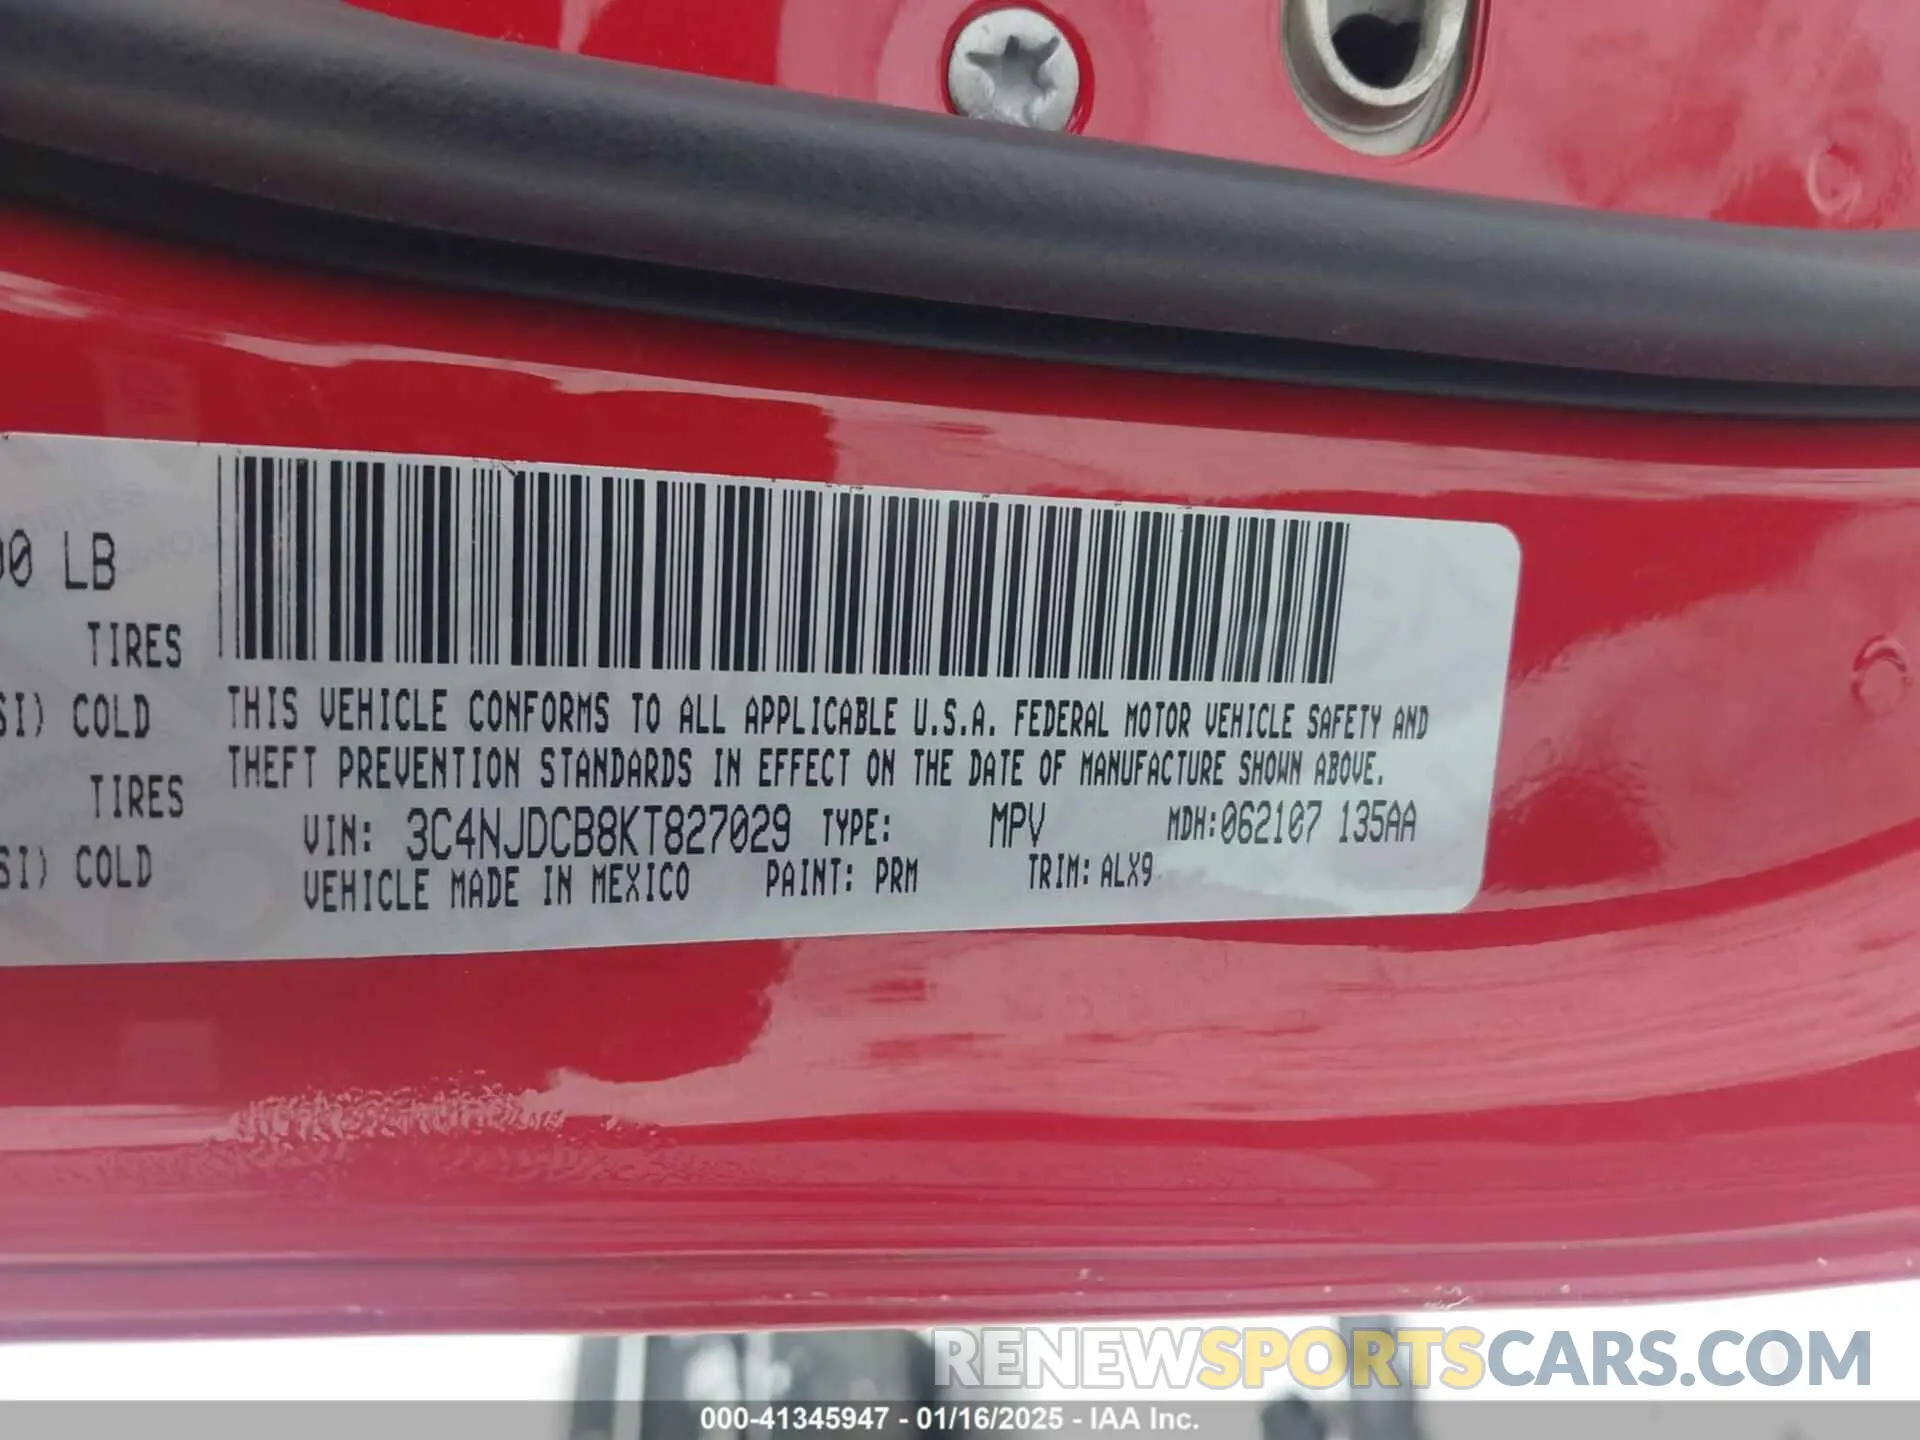 00 LB
TIRES
SI) COLD
TIRES
SI) COLD
THIS VEHICLE CONFORMS TO ALL APPLICABLE U.S.A. FEDERAL MOTOR VEHICLE SAFETY AND
THEFT PREVENTION STANDARDS IN EFFECT ON THE DATE OF MANUFACTURE SHOWN ABOVE.
VIN: 3C4NJDCB8KT827029 TYPE: MPV MDH:062107 135AA
VEHICLE MADE IN MEXICO PAINT: PRM TRIM: ALX9
RENEWSPORTSCARS.COM
000-41345947 - 01/16/2025 - IAA Inc.